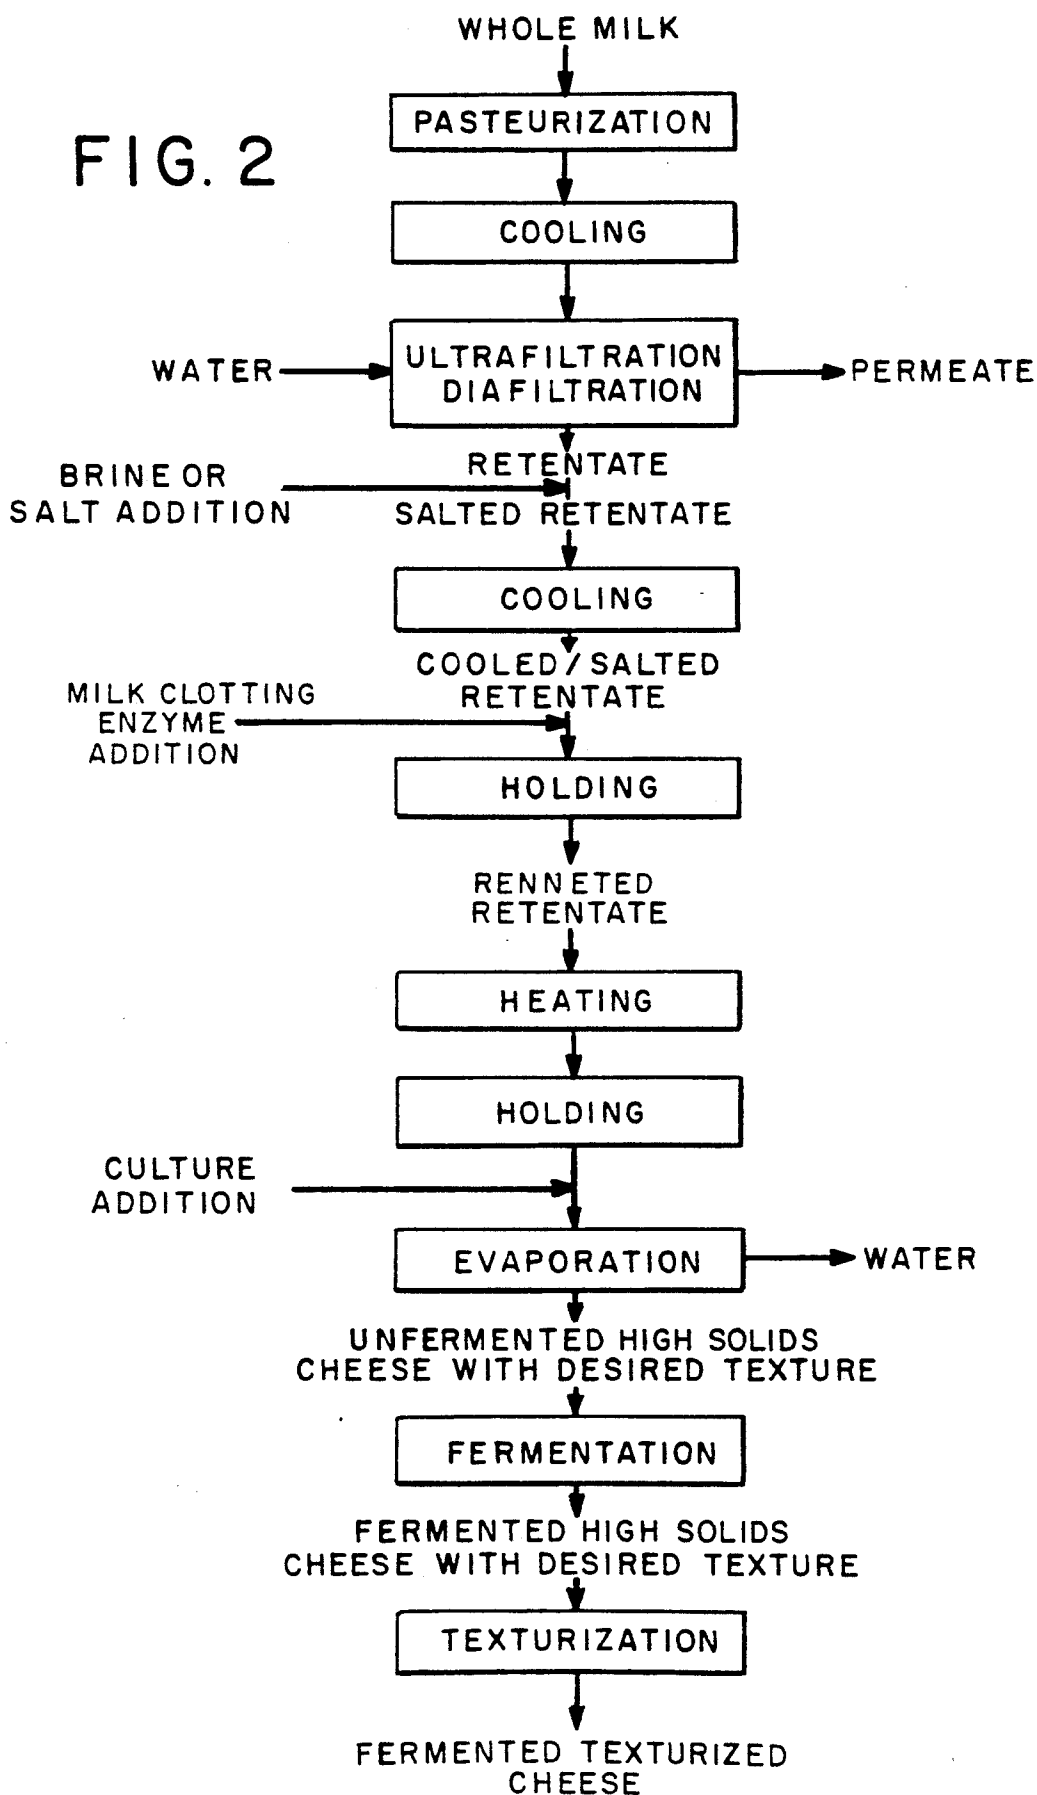 WHOLE MILK
PASTEURIZATION
FIG. 2
COOLING
WATER
ULTRAFILTRATION
DIAFILTRATION
PERMEATE
RETENTATE
BRINE OR
SALT ADDITION
SALTED RETENTATE
COOLING
COOLED/SALTED
RETENTATE
MILK CLOTTING
ENZYME
ADDITION
HOLDING
RENNETED
RETENTATE
HEATING
HOLDING
CULTURE
ADDITION
EVAPORATION
WATER
UNFERMENTED HIGH SOLIDS
CHEESE WITH DESIRED TEXTURE
FERMENTATION
FERMENTED HIGH SOLIDS
CHEESE WITH DESIRED TEXTURE
TEXTURIZATION
FERMENTED TEXTURIZED
CHEESE